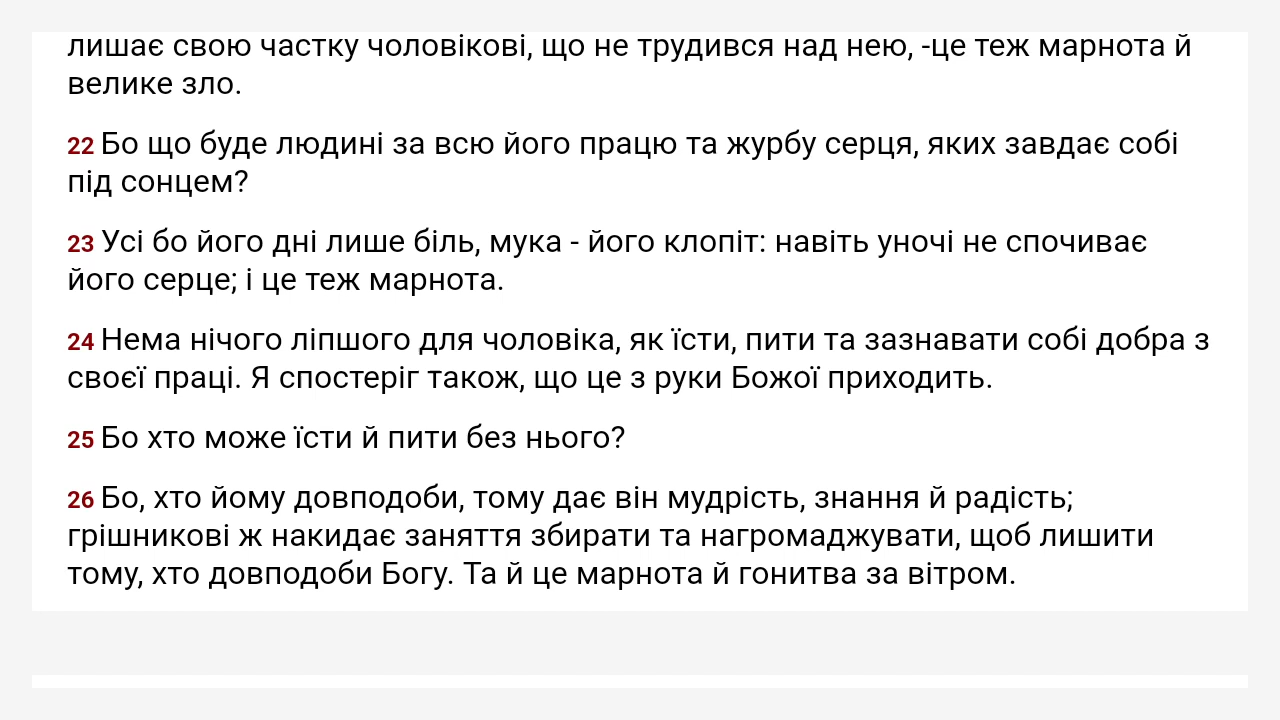 лишає свою частку чоловікові, що не трудився над нею, -це теж марнота й
велике зло.
22 Бо що буде людині за всю його працю та журбу серця, яких завдає собі
під сонцем?
23 Усі бо його дні лише біль, мука - його клопіт: навіть уночі не спочиває
його серце; і це теж марнота.
24 Нема нічого ліпшого для чоловіка, як їсти, пити та зазнавати собі добра з
своєї праці. Я спостеріг також, що це з руки Божої приходить.
25 Бо хто може їсти й пити без нього?
26 Бо, хто йому довподоби, тому дає він мудрість, знання й радість;
грішникові ж накидає заняття збирати та нагромаджувати, щоб лишити
тому, хто довподоби Богу. Та й це марнота й гонитва за вітром.